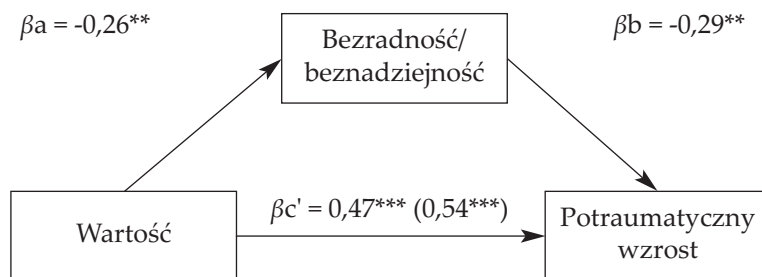 βa = -0,26**
βb = -0,29**
Bezradność/
beznadziejność
βc' = 0,47*** (0,54***)
Wartość
Potraumatyczny
wzrost